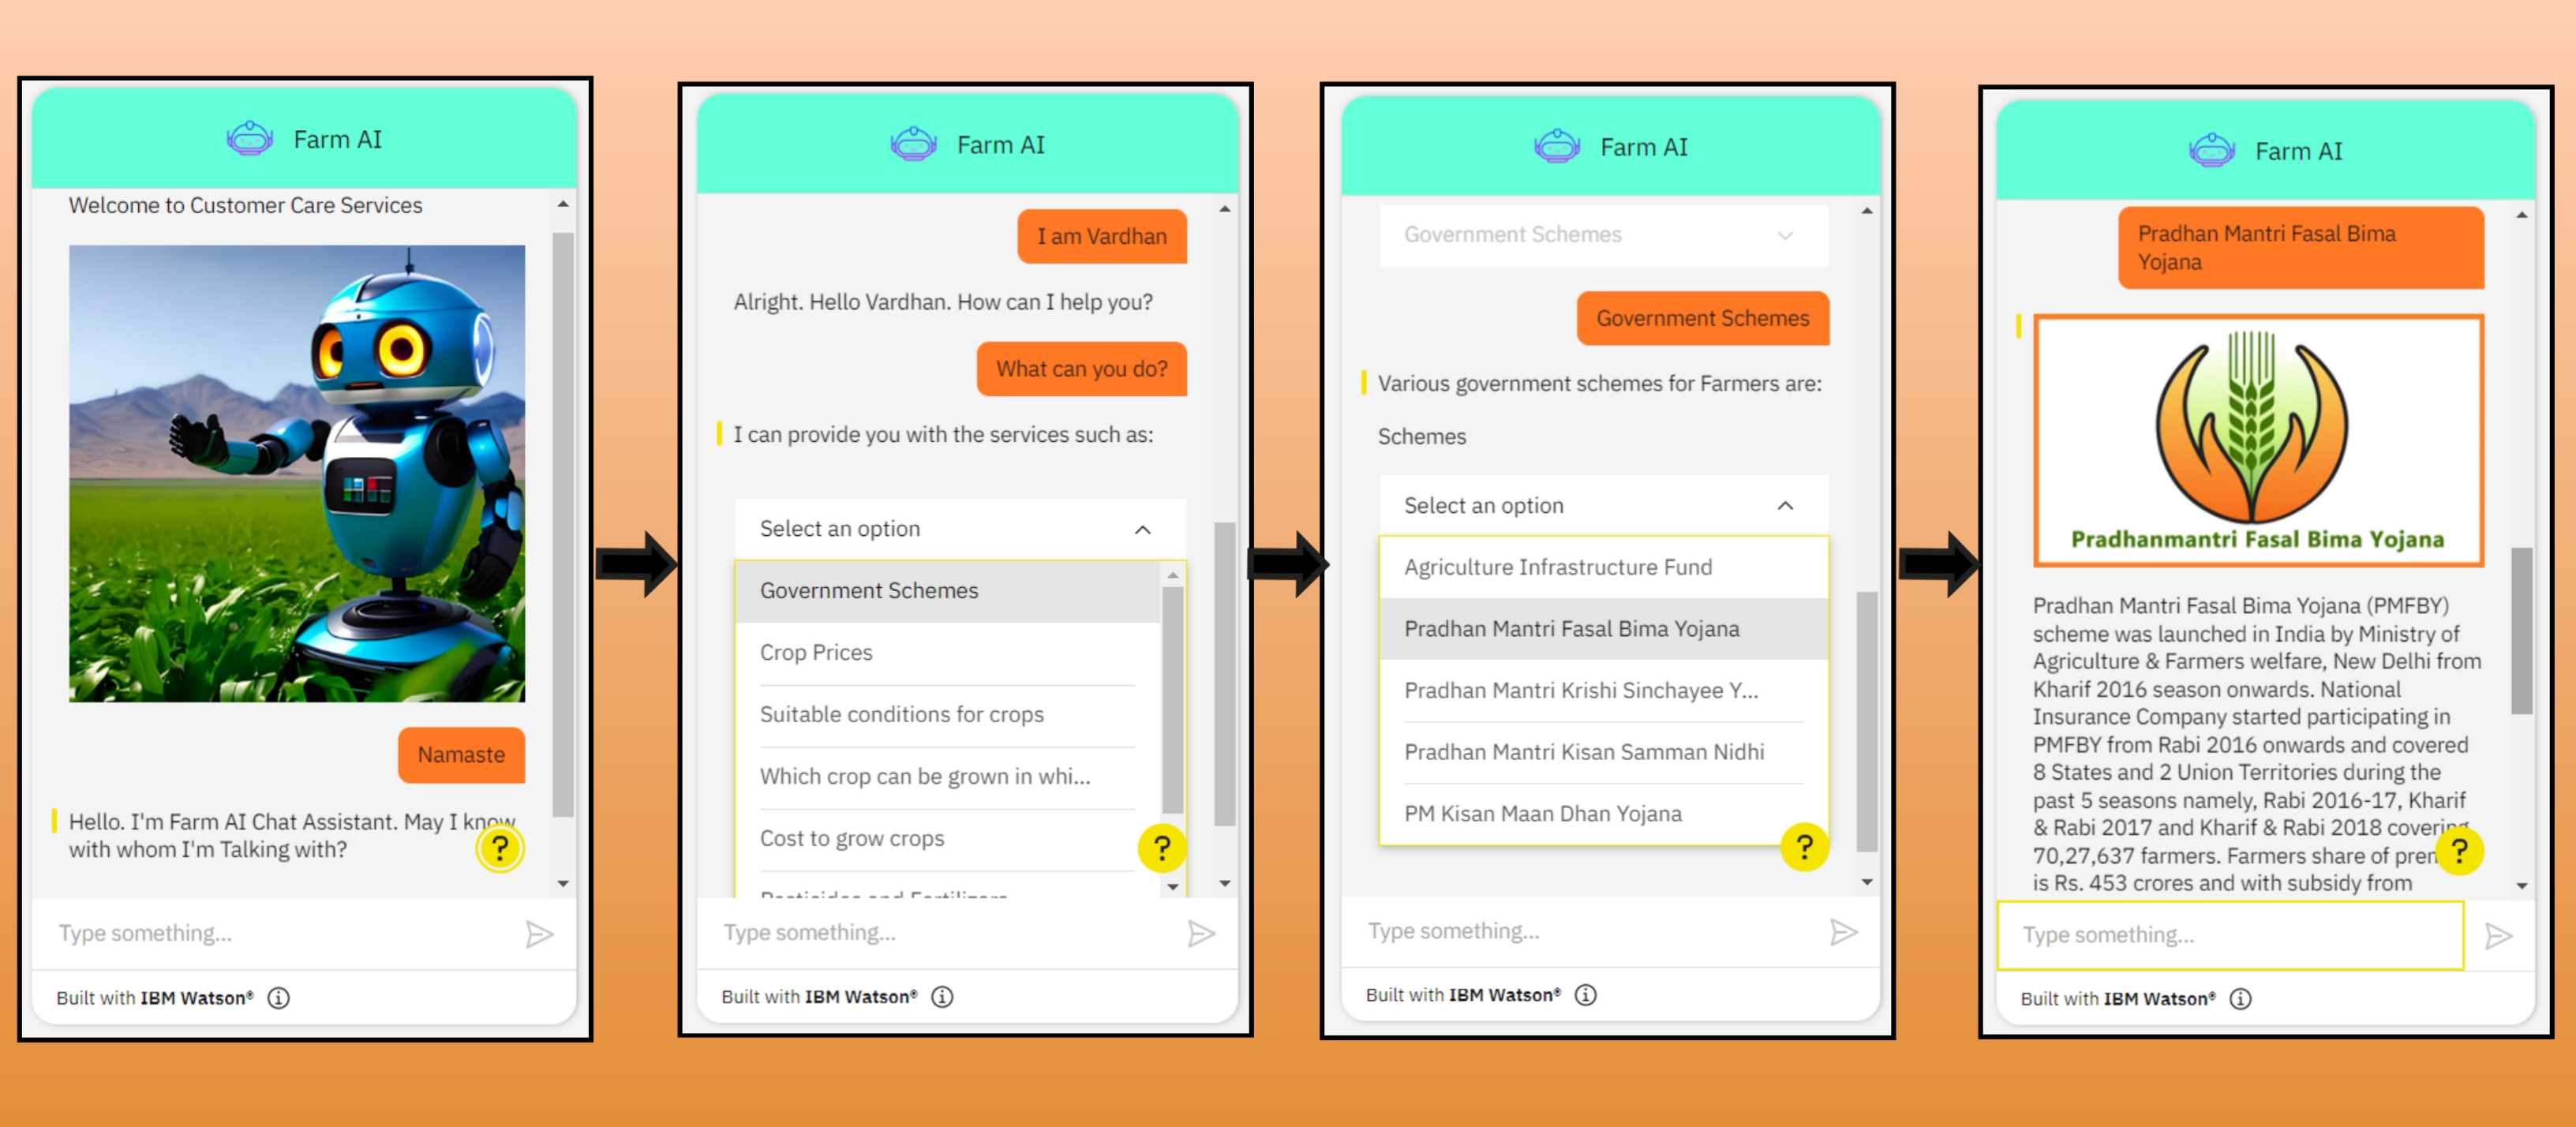 Farm AI
Welcome to Customer Care Services
Namaste
Hello. I'm Farm AI Chat Assistant. May I know
with whom I'm Talking with?
?
Type something...
Built with IBM Watson®
Farm AI
I am Vardhan
Alright. Hello Vardhan. How can I help you?
What can you do?
I can provide you with the services such as:
Select an option
Government Schemes
Crop Prices
Suitable conditions for crops
Which crop can be grown in whi...
Cost to grow crops
Pesticides and Fertilizers
?
Type something...
Built with IBM Watson®
Farm AI
Government Schemes
Government Schemes
Various government schemes for Farmers are:
Schemes
Select an option
Agriculture Infrastructure Fund
Pradhan Mantri Fasal Bima Yojana
Pradhan Mantri Krishi Sinchayee Y...
Pradhan Mantri Kisan Samman Nidhi
PM Kisan Maan Dhan Yojana
?
Type something...
Built with IBM Watson®
Farm AI
Pradhan Mantri Fasal Bima
Yojana
Pradhanmantri Fasal Bima Yojana
Pradhan Mantri Fasal Bima Yojana (PMFBY)
scheme was launched in India by Ministry of
Agriculture & Farmers welfare, New Delhi from
Kharif 2016 season onwards. National
Insurance Company started participating in
PMFBY from Rabi 2016 onwards and covered
8 States and 2 Union Territories during the
past 5 seasons namely, Rabi 2016-17, Kharif
& Rabi 2017 and Kharif & Rabi 2018 covering
70,27,637 farmers. Farmers share of
is Rs. 453 crores and with subsidy from
?
Type something...
Built with IBM Watson®